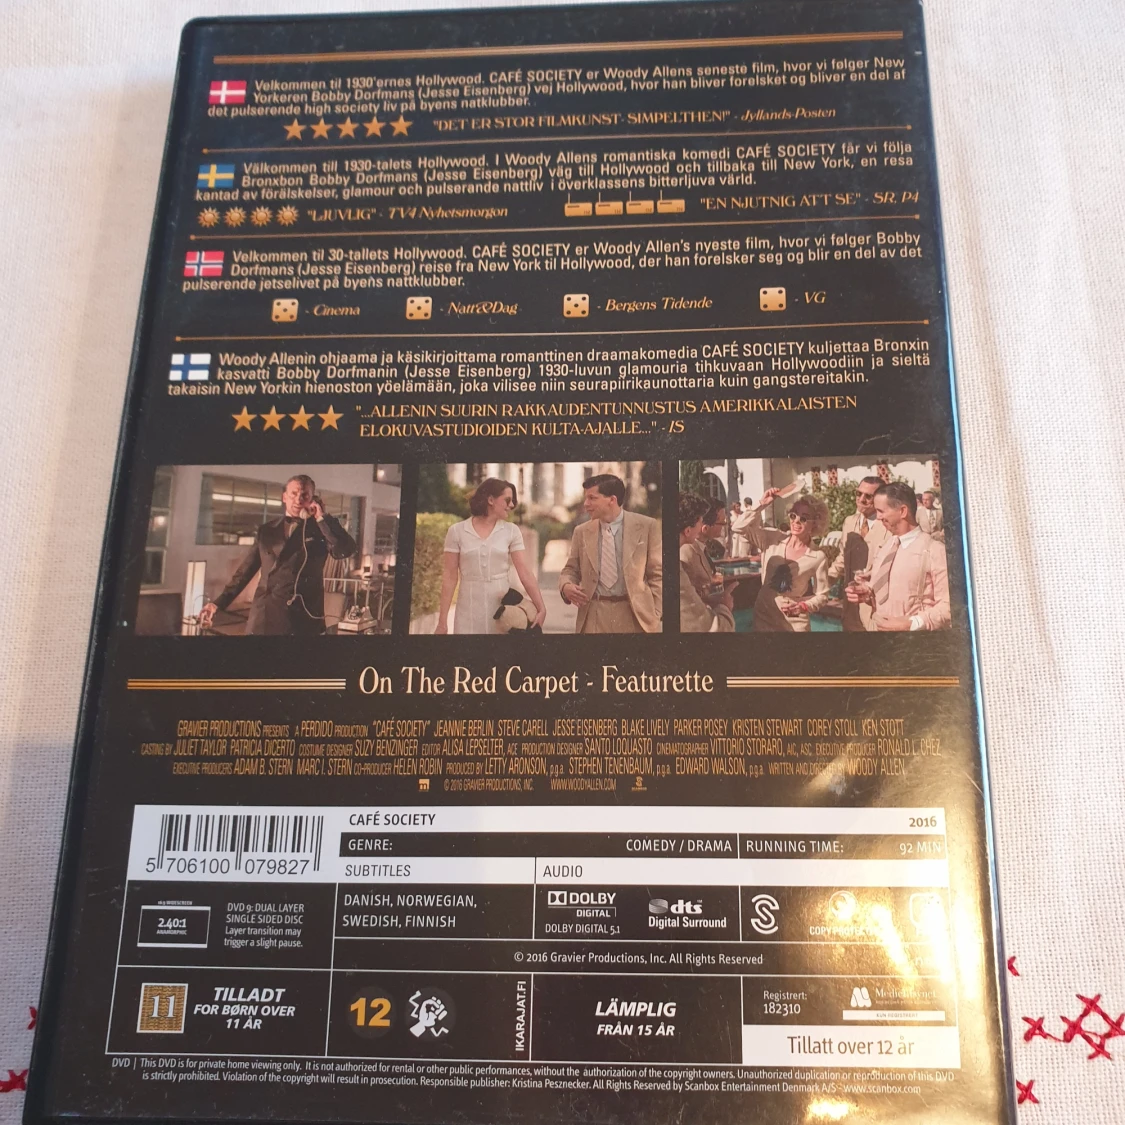 Velkommen til 1930'ernes Hollywood. CAFÉ SOCIETY er Woody Allens seneste film, hvor vi følger New
Yorkeren Bobby Dorfmans (Jesse Eisenberg) vej Hollywood, hvor han bliver forelsket og bliver en del af
det pulserende high society liv på byens natklubber.
"DET ER STOR FILMKUNST- SIMPELTHEN!" - Jyllands-Posten
Välkommen till 1930-talets Hollywood. I Woody Allens romantiska komedi CAFÉ SOCIETY får vi följa
Bronxbon Bobby Dorfmans (Jesse Eisenberg) väg till Hollywood och tillbaka till New York, en resa
kantad av förälskelser, glamour och pulserande nattliv i överklassens bitterljuva värld.
"LJUVLIG" - TV4 Nyhetsmorgon
"EN NJUTNIG ATT SE" - SR. P4
Velkommen til 30-tallets Hollywood. CAFÉ SOCIETY er Woody Allen's nyeste film, hvor vi følger Bobby
Dorfmans (Jesse Eisenberg) reise fra New York til Hollywood, der han forelsker seg og blir en del av det
pulserende jetselivet på byens nattklubber.
- Cinema
- Natt&Dag
- Bergens Tidende
- VG
Woody Allenin ohjaama ja käsikirjoittama romanttinen draamakomedia CAFÉ SOCIETY kuljettaa Bronxin
kasvatti Bobby Dorfmanin (Jesse Eisenberg) 1930-luvun glamouria tihkuvaan Hollywoodiin ja sieltä
takaisin New Yorkin hienoston yöelämään, joka vilisee niin seurapiirikaunottaria kuin gangstereitakin.
"...ALLENIN SUURIN RAKKAUDENTUNNUSTUS AMERIKKALAISTEN
ELOKUVASTUDIOIDEN KULTA-AJALLE..." - IS
On The Red Carpet - Featurette
GRAVIER PRODUCTIONS PRESENTS A PERDIDO PRODUCTION "CAFÉ SOCIETY" JEANNIE BERLIN STEVE CARELL JESSE EISENBERG BLAKE LIVELY PARKER POSEY KRISTEN STEWART COREY STOLL KEN STOTT
CASTING BY JULIET TAYLOR PATRICIA DICERTO COSTUME DESIGNER SUZY BENZINGER EDITOR ALISA LEPSELTER, ACE PRODUCTION DESIGNER SANTO LOQUASTO CINEMATOGRAPHER VITTORIO STORARO, AIC, ASC, EXECUTIVE PRODUCER RONALD L. CHEZ
EXECUTIVE PRODUCERS ADAM B. STERN MARC I. STERN CO-PRODUCER HELEN ROBIN PRODUCED BY LETTY ARONSON, p.g.a. STEPHEN TENENBAUM, p.g.a. EDWARD WALSON, p.g.a. WRITTEN AND DIRECTED BY WOODY ALLEN
© 2016 GRAVIER PRODUCTIONS, INC. WWW.WOODYALLEN.COM
CAFÉ SOCIETY 2016
GENRE: COMEDY / DRAMA RUNNING TIME: 92 MIN
5 706100 079827
SUBTITLES AUDIO
16:9 WIDESCREEN
2.40:1
ANAMORPHIC
DVD 9: DUAL LAYER
SINGLE SIDED DISC
Layer transition may
trigger a slight pause.
DANISH, NORWEGIAN,
SWEDISH, FINNISH
DOLBY
DIGITAL
DOLBY DIGITAL 5.1
dts
Digital Surround
© 2016 Gravier Productions, Inc. All Rights Reserved
11
TILLADT
FOR BØRN OVER
11 ÅR
12
IKARAJAT.FI
LÄMPLIG
FRÅN 15 ÅR
Registrert:
182310
Medietilsynet
Tillatt over 12 år
DVD | This DVD is for private home viewing only. It is not authorized for rental or other public performances, without the authorization of the copyright owners. Unauthorized duplication or reproduction of this DVD
is strictly prohibited. Violation of the copyright will result in prosecution. Responsible publisher: Kristina Pesznecker. All Rights Reserved by Scanbox Entertainment Denmark A/S - www.scanbox.com